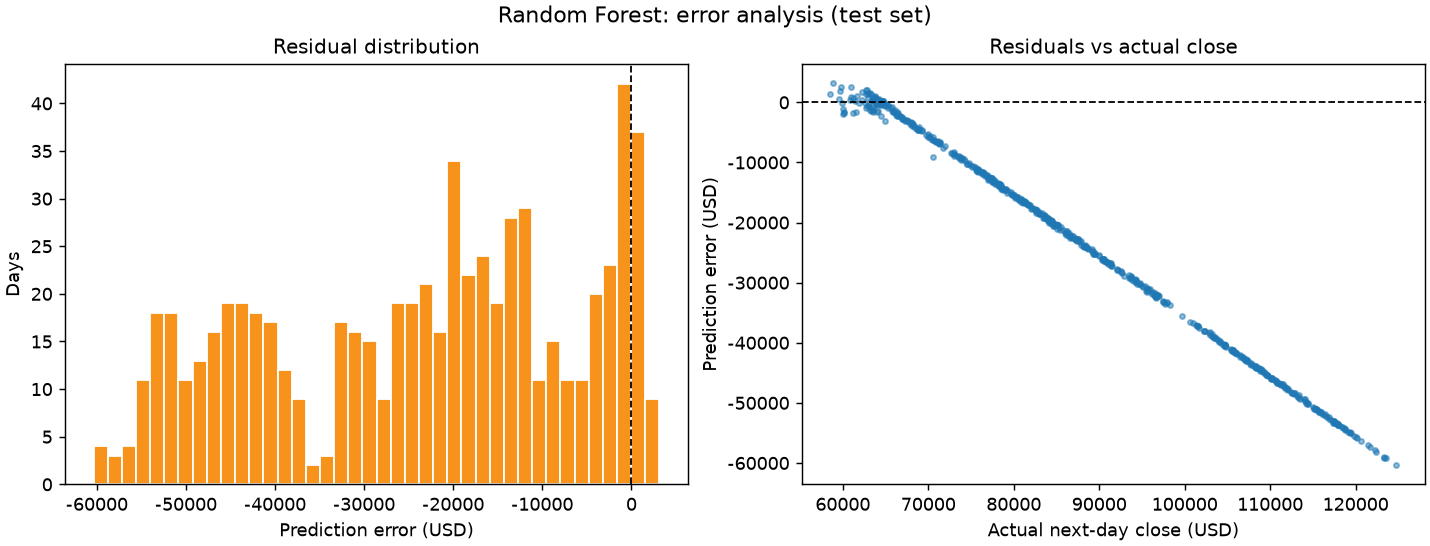 Random Forest: error analysis (test set)
Residual distribution
40
35
30
25
20
15
10
5
0
Days
-60000 -50000 -40000 -30000 -20000 -10000 0
Prediction error (USD)
Residuals vs actual close
0
-10000
-20000
-30000
-40000
-50000
-60000
Prediction error (USD)
60000 70000 80000 90000 100000 110000 120000
Actual next-day close (USD)